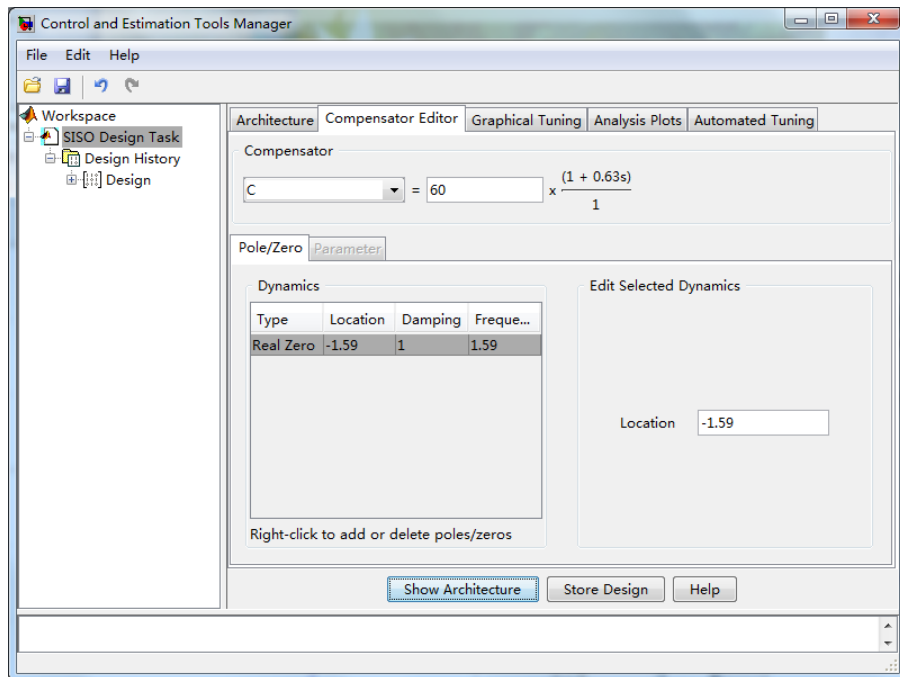 Control and Estimation Tools Manager
File Edit Help
Workspace
SISO Design Task
Design History
Design
Architecture Compensator Editor Graphical Tuning Analysis Plots Automated Tuning
Compensator
C = 60 x (1 + 0.63s)
1
Pole/Zero Parameter
Dynamics
Type Location Damping Freque...
Real Zero -1.59 1 1.59
Right-click to add or delete poles/zeros
Edit Selected Dynamics
Location -1.59
Show Architecture Store Design Help